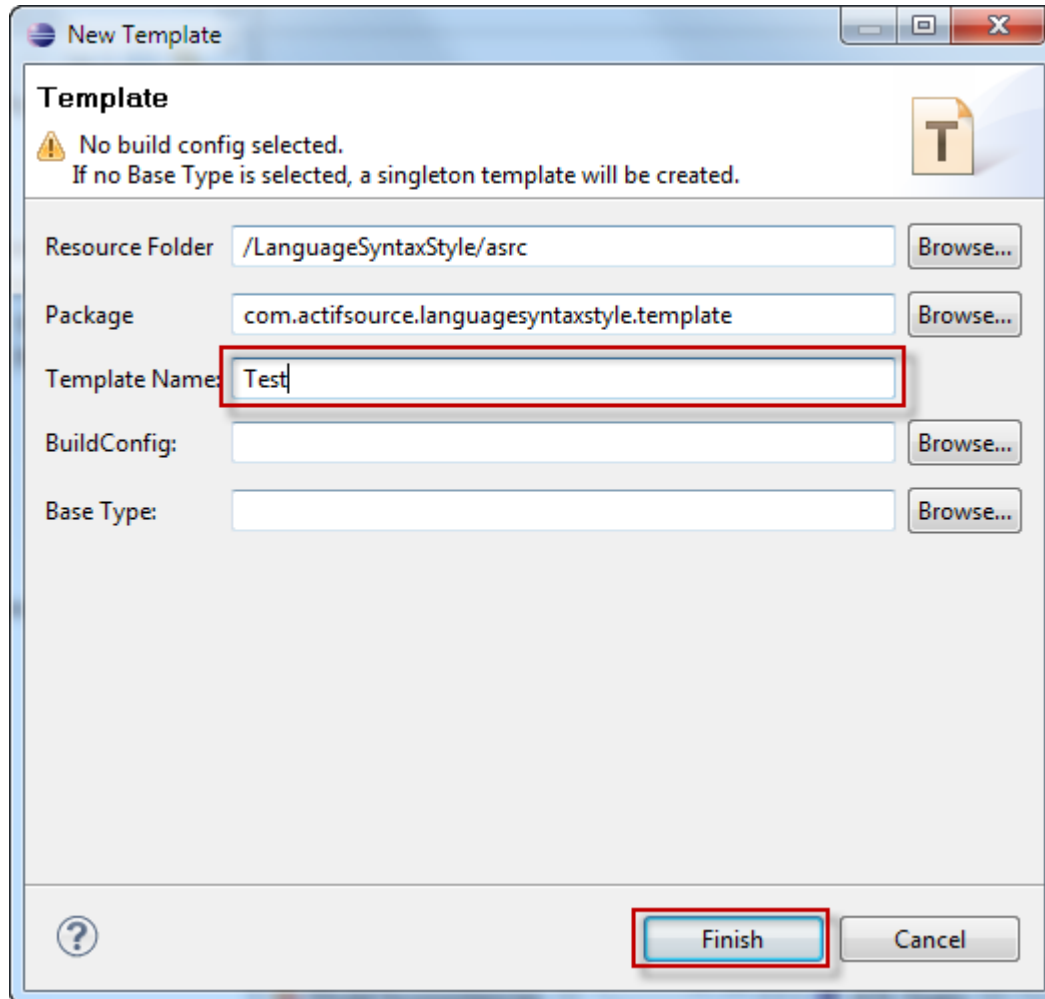 New Template
Template
No build config selected.
If no Base Type is selected, a singleton template will be created.
T
Resource Folder /LanguageSyntaxStyle/asrc Browse...
Package com.actifsource.languagesyntaxstyle.template Browse...
Template Name: Test
BuildConfig: Browse...
Base Type: Browse...
? Finish Cancel